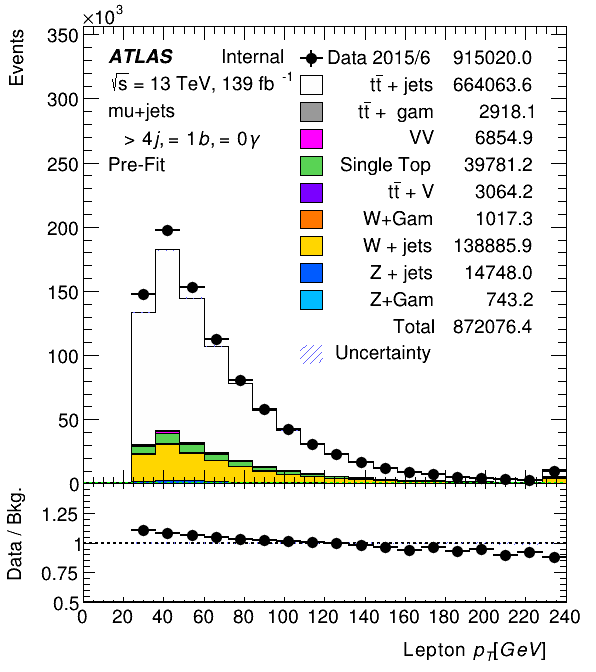 ×10³
Events
350
300
250
200
150
100
50
0
ATLAS Internal
√s = 13 TeV, 139 fb⁻¹
mu+jets
> 4j, = 1b, = 0γ
Pre-Fit
Data 2015/6 915020.0
tt̄ + jets 664063.6
tt̄ + gam 2918.1
VV 6854.9
Single Top 39781.2
tt̄ + V 3064.2
W+Gam 1017.3
W + jets 138885.9
Z + jets 14748.0
Z+Gam 743.2
Total 872076.4
Uncertainty
Data / Bkg.
1.25
1
0.75
0.5
0 20 40 60 80 100 120 140 160 180 200 220 240
Lepton p_T[GeV]